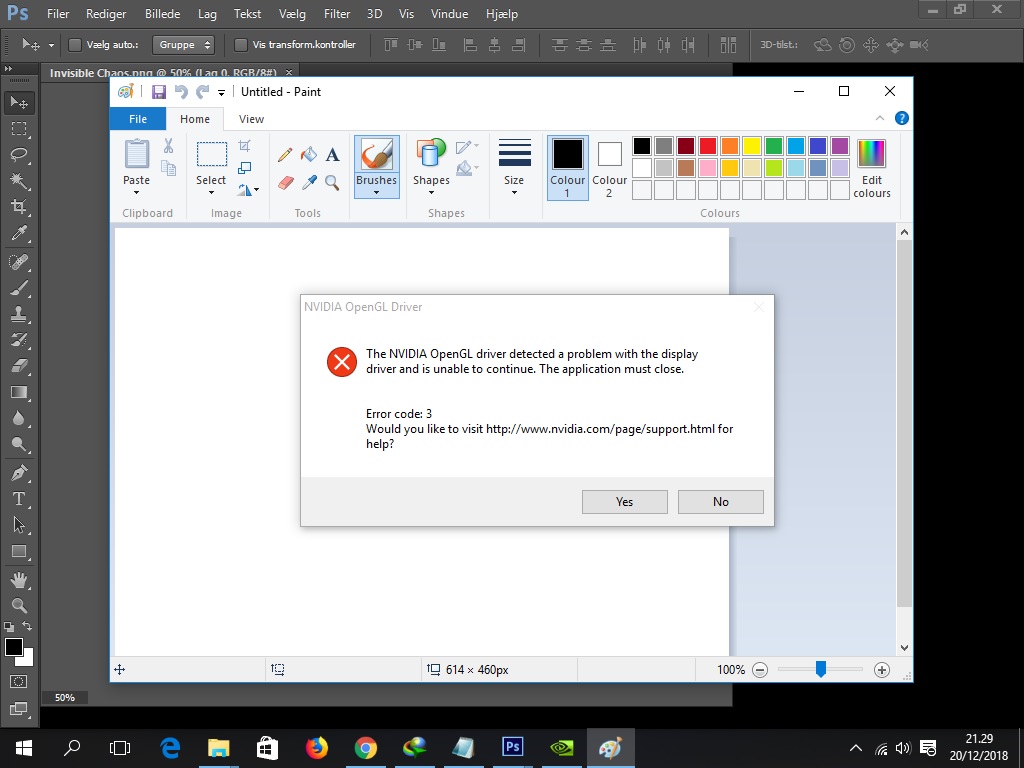 Ps Filer Rediger Billede Lag Tekst Vælg Filter 3D Vis Vindue Hjælp
Vælg auto.: Gruppe Vis transform.kontroller 3D-tilst.:
Invisible Chaos.png @ 50% (Lag 0, RGB/8#) ×
Untitled - Paint
File Home View
Paste Select Brushes Shapes Size Colour 1 Colour 2 Edit colours
Clipboard Image Tools Shapes Colours
NVIDIA OpenGL Driver
The NVIDIA OpenGL driver detected a problem with the display
driver and is unable to continue. The application must close.
Error code: 3
Would you like to visit http://www.nvidia.com/page/support.html for
help?
Yes No
614 × 460px 100%
50%
Ps
21.29
20/12/2018